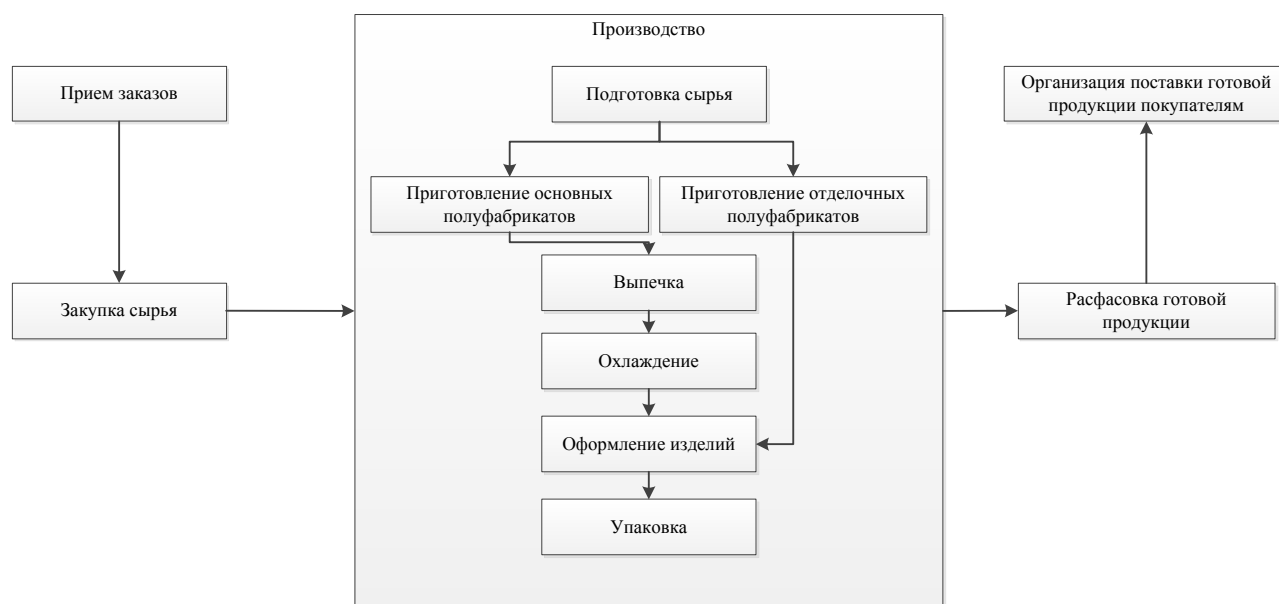 Производство
Прием заказов
Закупка сырья
Подготовка сырья
Приготовление основных
полуфабрикатов
Приготовление отделочных
полуфабрикатов
Выпечка
Охлаждение
Оформление изделий
Упаковка
Организация поставки готовой
продукции покупателям
Расфасовка готовой
продукции